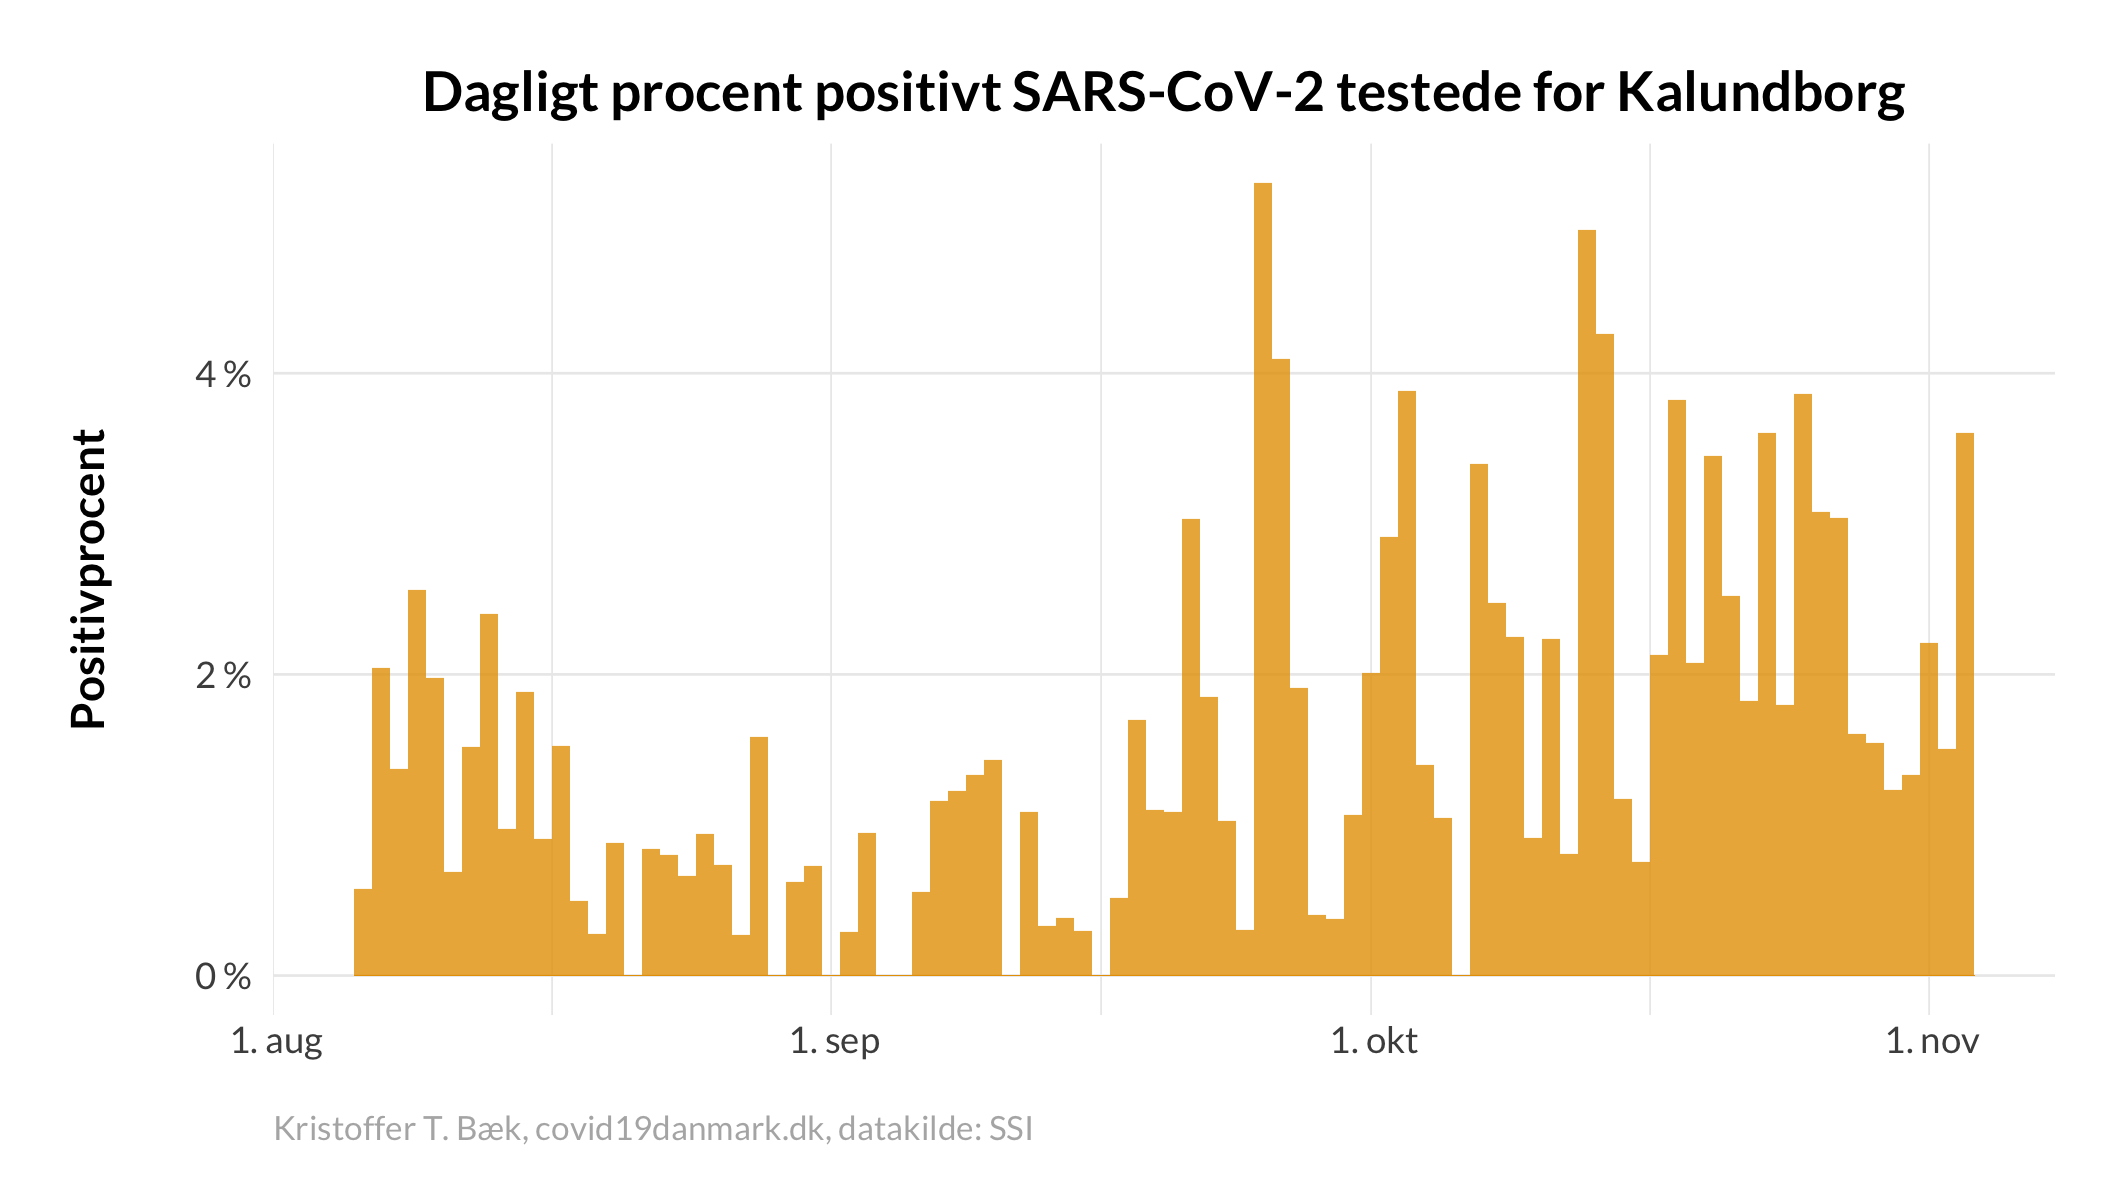 Dagligt procent positivt SARS-CoV-2 testede for Kalundborg
Positivprocent
4 %
2 %
0 %
1. aug
1. sep
1. okt
1. nov
Kristoffer T. Bæk, covid19danmark.dk, datakilde: SSI